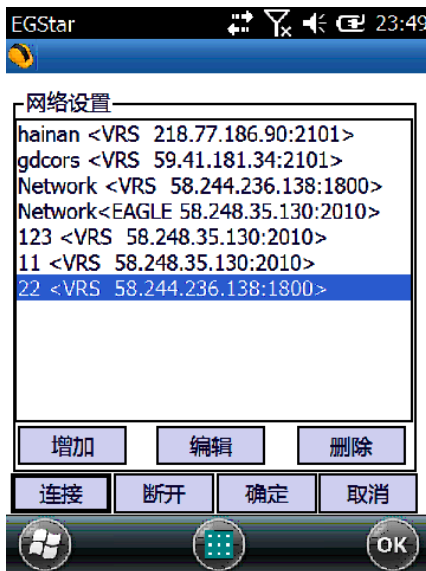 EGStar 23:49
网络设置
hainan <VRS 218.77.186.90:2101>
gdcors <VRS 59.41.181.34:2101>
Network <VRS 58.244.236.138:1800>
Network<EAGLE 58.248.35.130:2010>
123 <VRS 58.248.35.130:2010>
11 <VRS 58.248.35.130:2010>
22 <VRS 58.244.236.138:1800>
增加 编辑 删除
连接 断开 确定 取消
OK